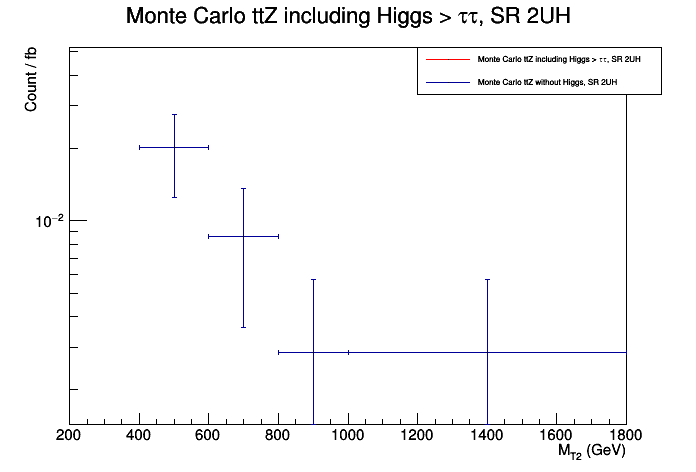 Monte Carlo ttZ including Higgs > ττ, SR 2UH
Count / fb
Monte Carlo ttZ including Higgs > ττ, SR 2UH
Monte Carlo ttZ without Higgs, SR 2UH
10⁻²
200 400 600 800 1000 1200 1400 1600 1800
M_T2 (GeV)